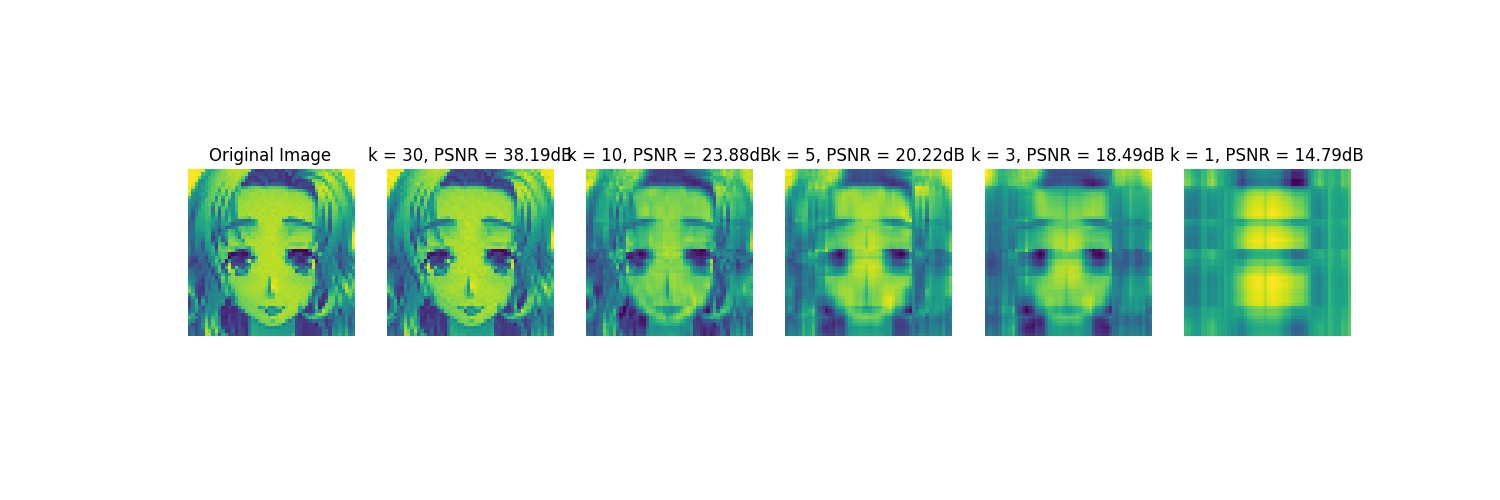 Original Image
k = 30, PSNR = 38.19dB
k = 10, PSNR = 23.88dB
k = 5, PSNR = 20.22dB
k = 3, PSNR = 18.49dB
k = 1, PSNR = 14.79dB